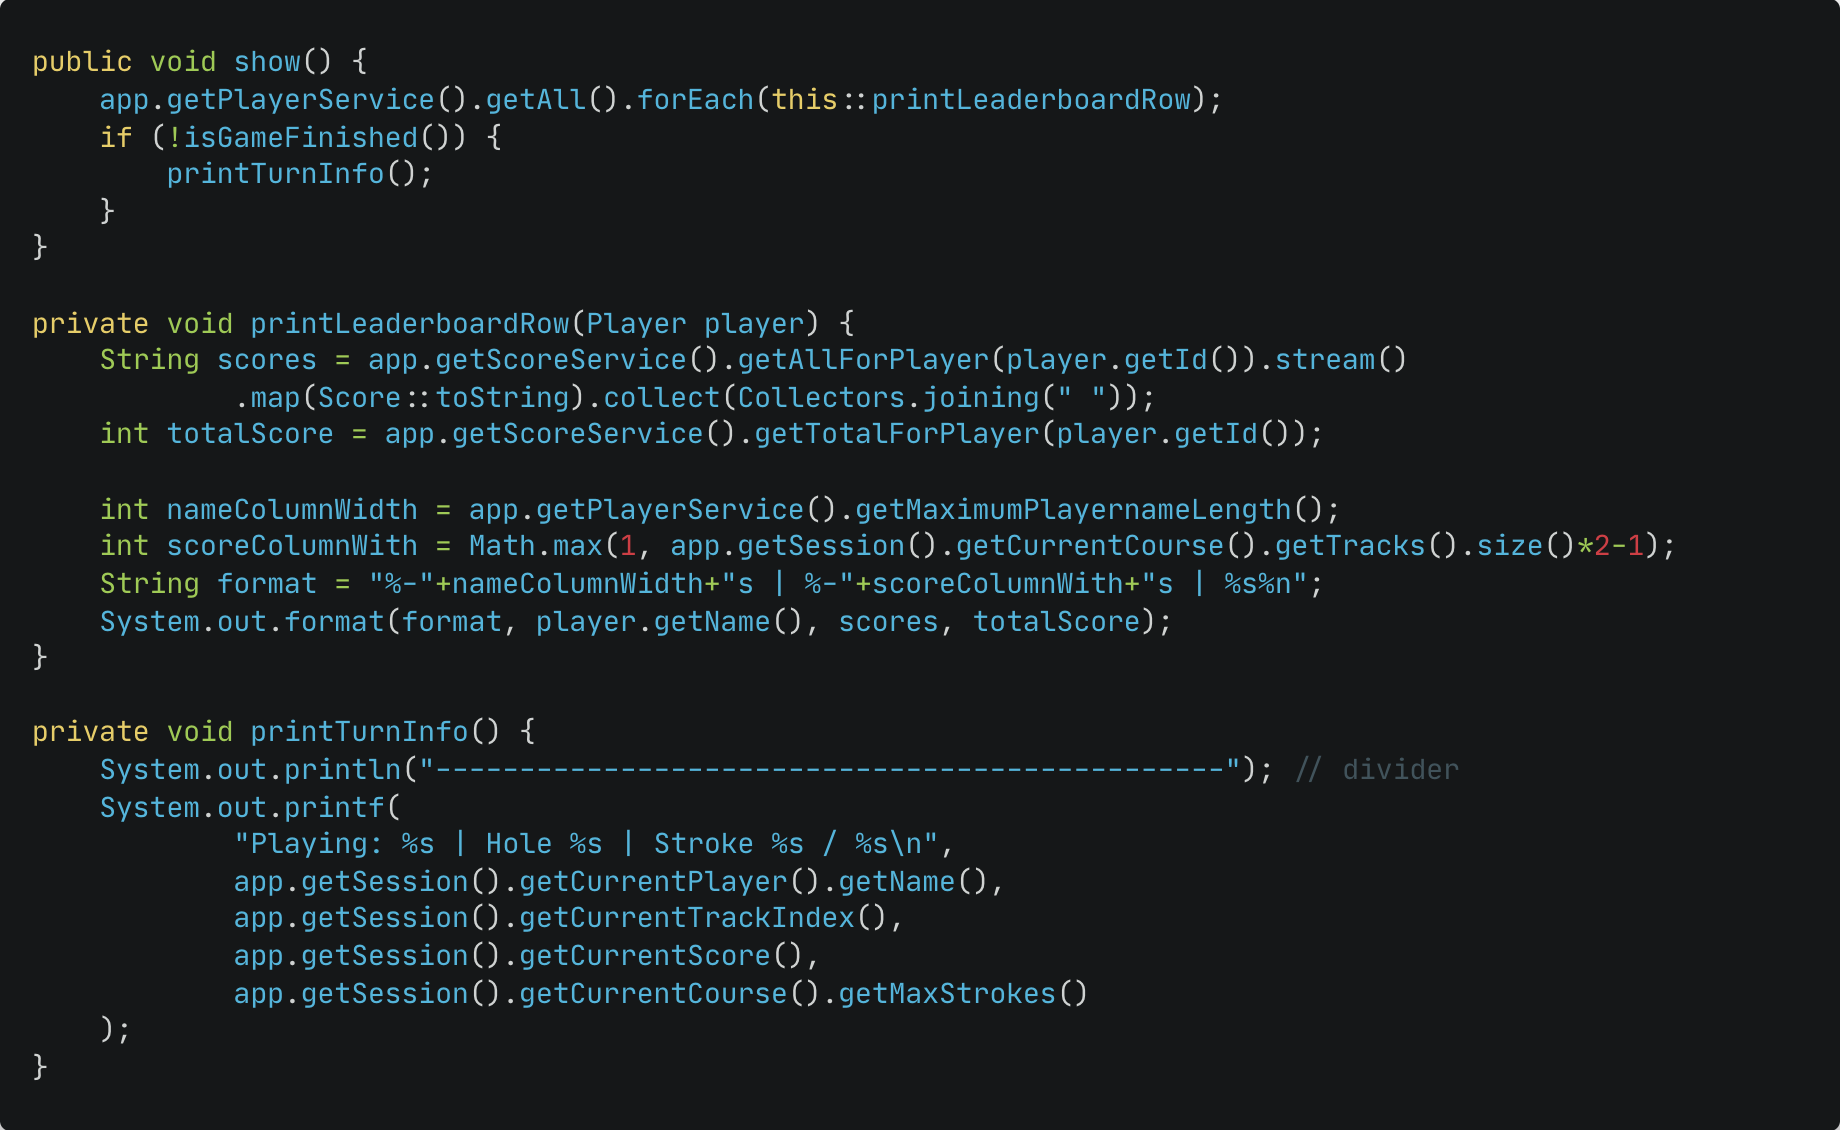 public void show() {
    app.getPlayerService().getAll().forEach(this::printLeaderboardRow);
    if (!isGameFinished()) {
        printTurnInfo();
    }
}

private void printLeaderboardRow(Player player) {
    String scores = app.getScoreService().getAllForPlayer(player.getId()).stream()
            .map(Score::toString).collect(Collectors.joining(" "));
    int totalScore = app.getScoreService().getTotalForPlayer(player.getId());

    int nameColumnWidth = app.getPlayerService().getMaximumPlayernameLength();
    int scoreColumnWith = Math.max(1, app.getSession().getCurrentCourse().getTracks().size()*2-1);
    String format = "%-"+nameColumnWidth+"s | %-"+scoreColumnWith+"s | %s%n";
    System.out.format(format, player.getName(), scores, totalScore);
}

private void printTurnInfo() {
    System.out.println("-----------------------------------------------"); // divider
    System.out.printf(
            "Playing: %s | Hole %s | Stroke %s / %s\n",
            app.getSession().getCurrentPlayer().getName(),
            app.getSession().getCurrentTrackIndex(),
            app.getSession().getCurrentScore(),
            app.getSession().getCurrentCourse().getMaxStrokes()
    );
}